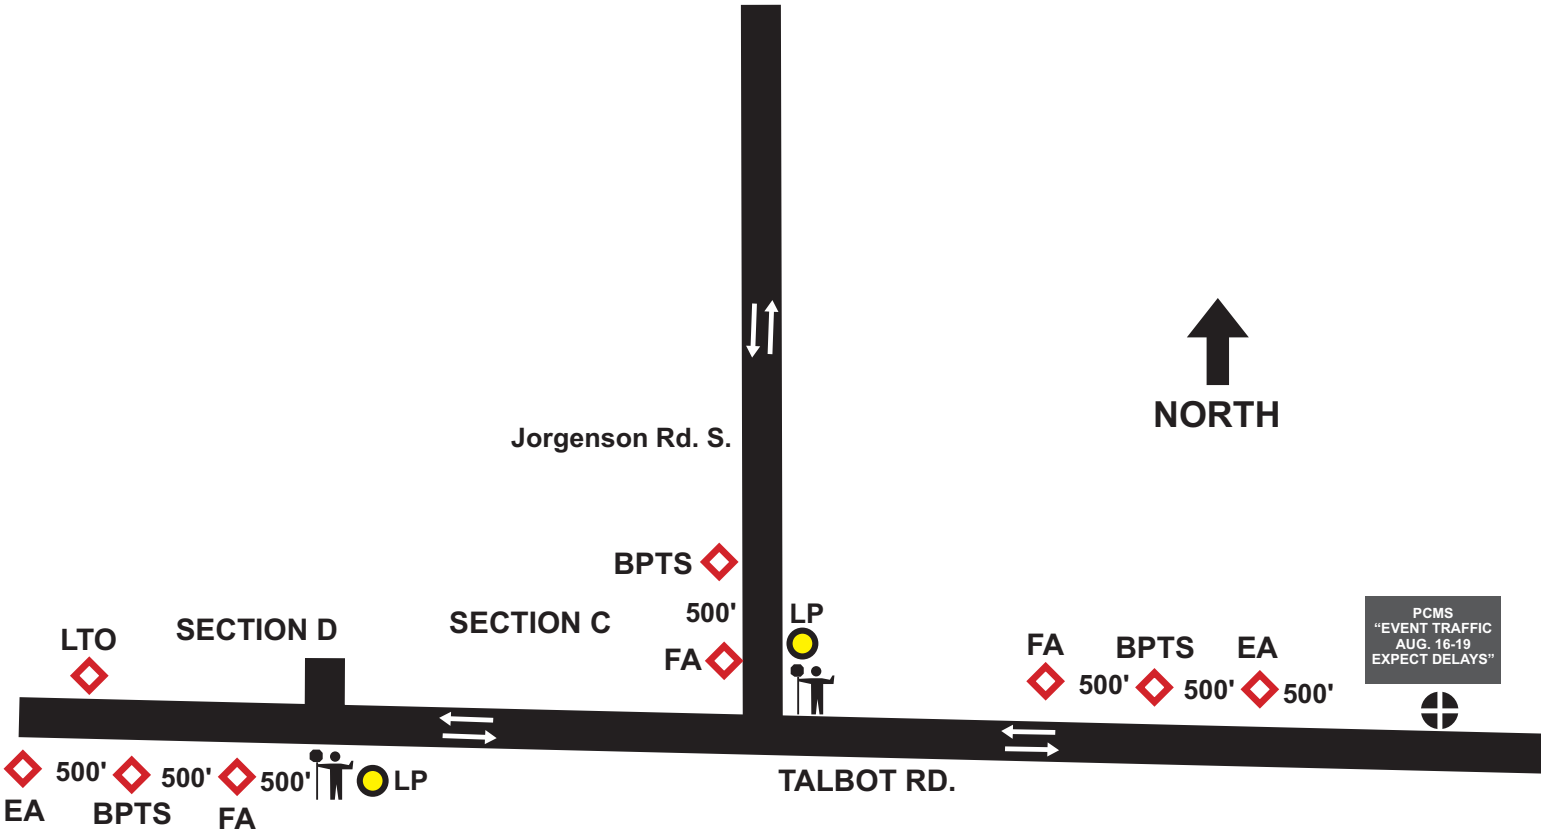 NORTH
Jorgenson Rd. S.
BPTS
500'
LP
FA
SECTION C
SECTION D
LTO
FA
500'
BPTS
500'
EA
500'
PCMS
“EVENT TRAFFIC
AUG. 16-19
EXPECT DELAYS”
EA
500'
BPTS
500'
FA
500'
LP
TALBOT RD.